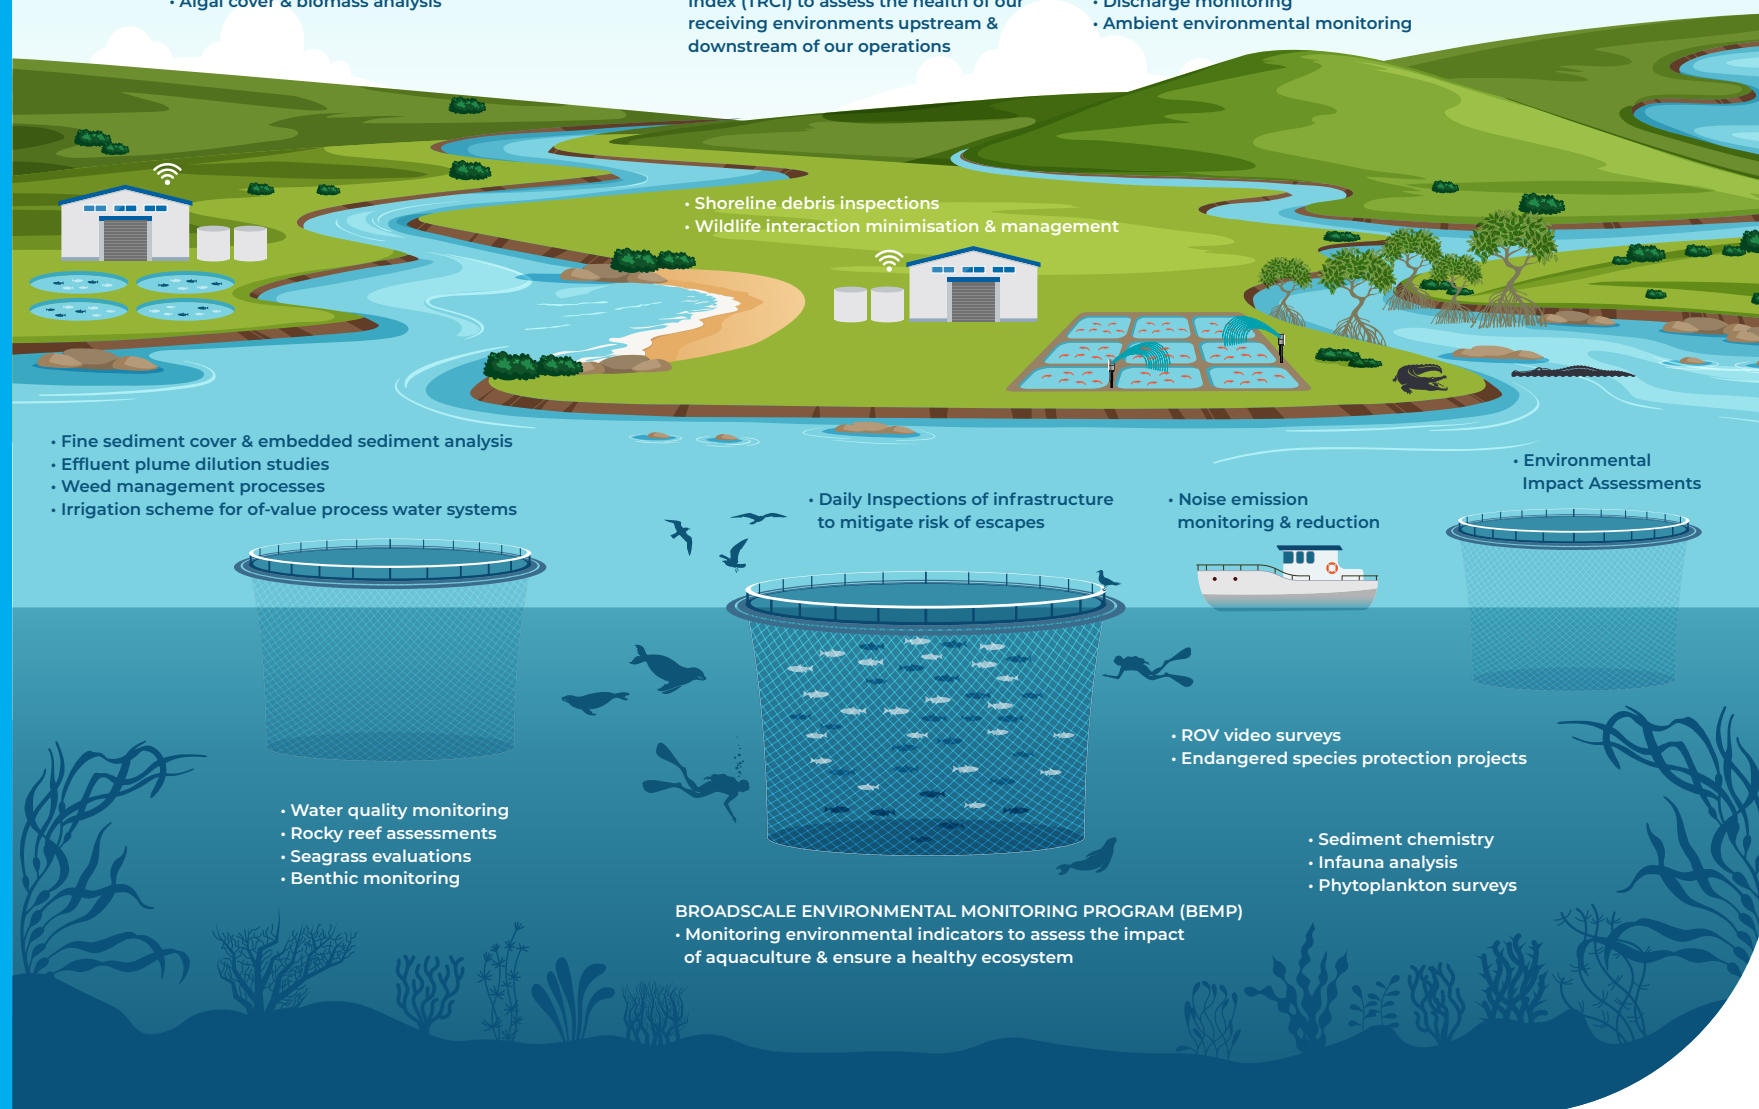 • Algal cover & biomass analysis
Index (TRCI) to assess the health of our
receiving environments upstream &
downstream of our operations
• Discharge monitoring
• Ambient environmental monitoring
• Shoreline debris inspections
• Wildlife interaction minimisation & management
• Fine sediment cover & embedded sediment analysis
• Effluent plume dilution studies
• Weed management processes
• Irrigation scheme for of-value process water systems
• Daily Inspections of infrastructure
to mitigate risk of escapes
• Noise emission
monitoring & reduction
• Environmental
Impact Assessments
• ROV video surveys
• Endangered species protection projects
• Water quality monitoring
• Rocky reef assessments
• Seagrass evaluations
• Benthic monitoring
• Sediment chemistry
• Infauna analysis
• Phytoplankton surveys
BROADSCALE ENVIRONMENTAL MONITORING PROGRAM (BEMP)
• Monitoring environmental indicators to assess the impact
of aquaculture & ensure a healthy ecosystem